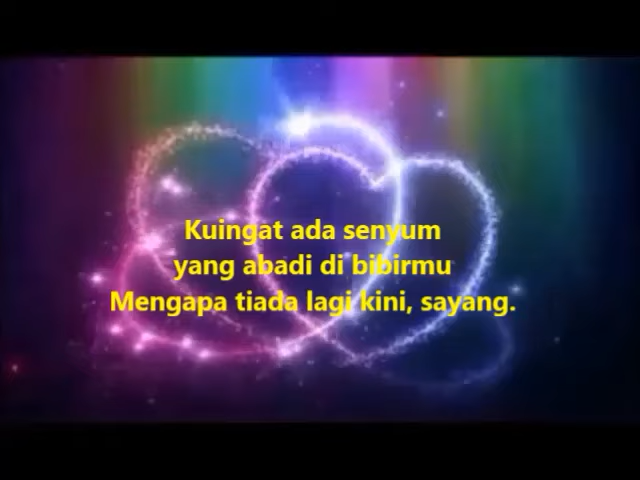 Kuingat ada senyum
yang abadi di bibirmu
Mengapa tiada lagi kini, sayang.